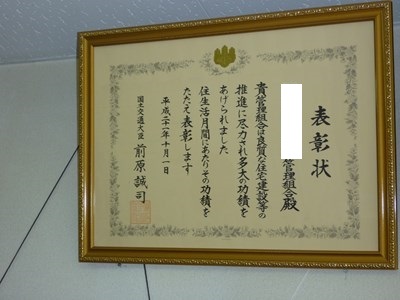 表彰状
管理組合殿
貴管理組合は良質な住宅建設等の
推進に尽力され多大の功績を
あげられました
住生活月間にあたりその功績を
たたえ表彰します
平成二十二年十月一日
国土交通大臣 前原誠司